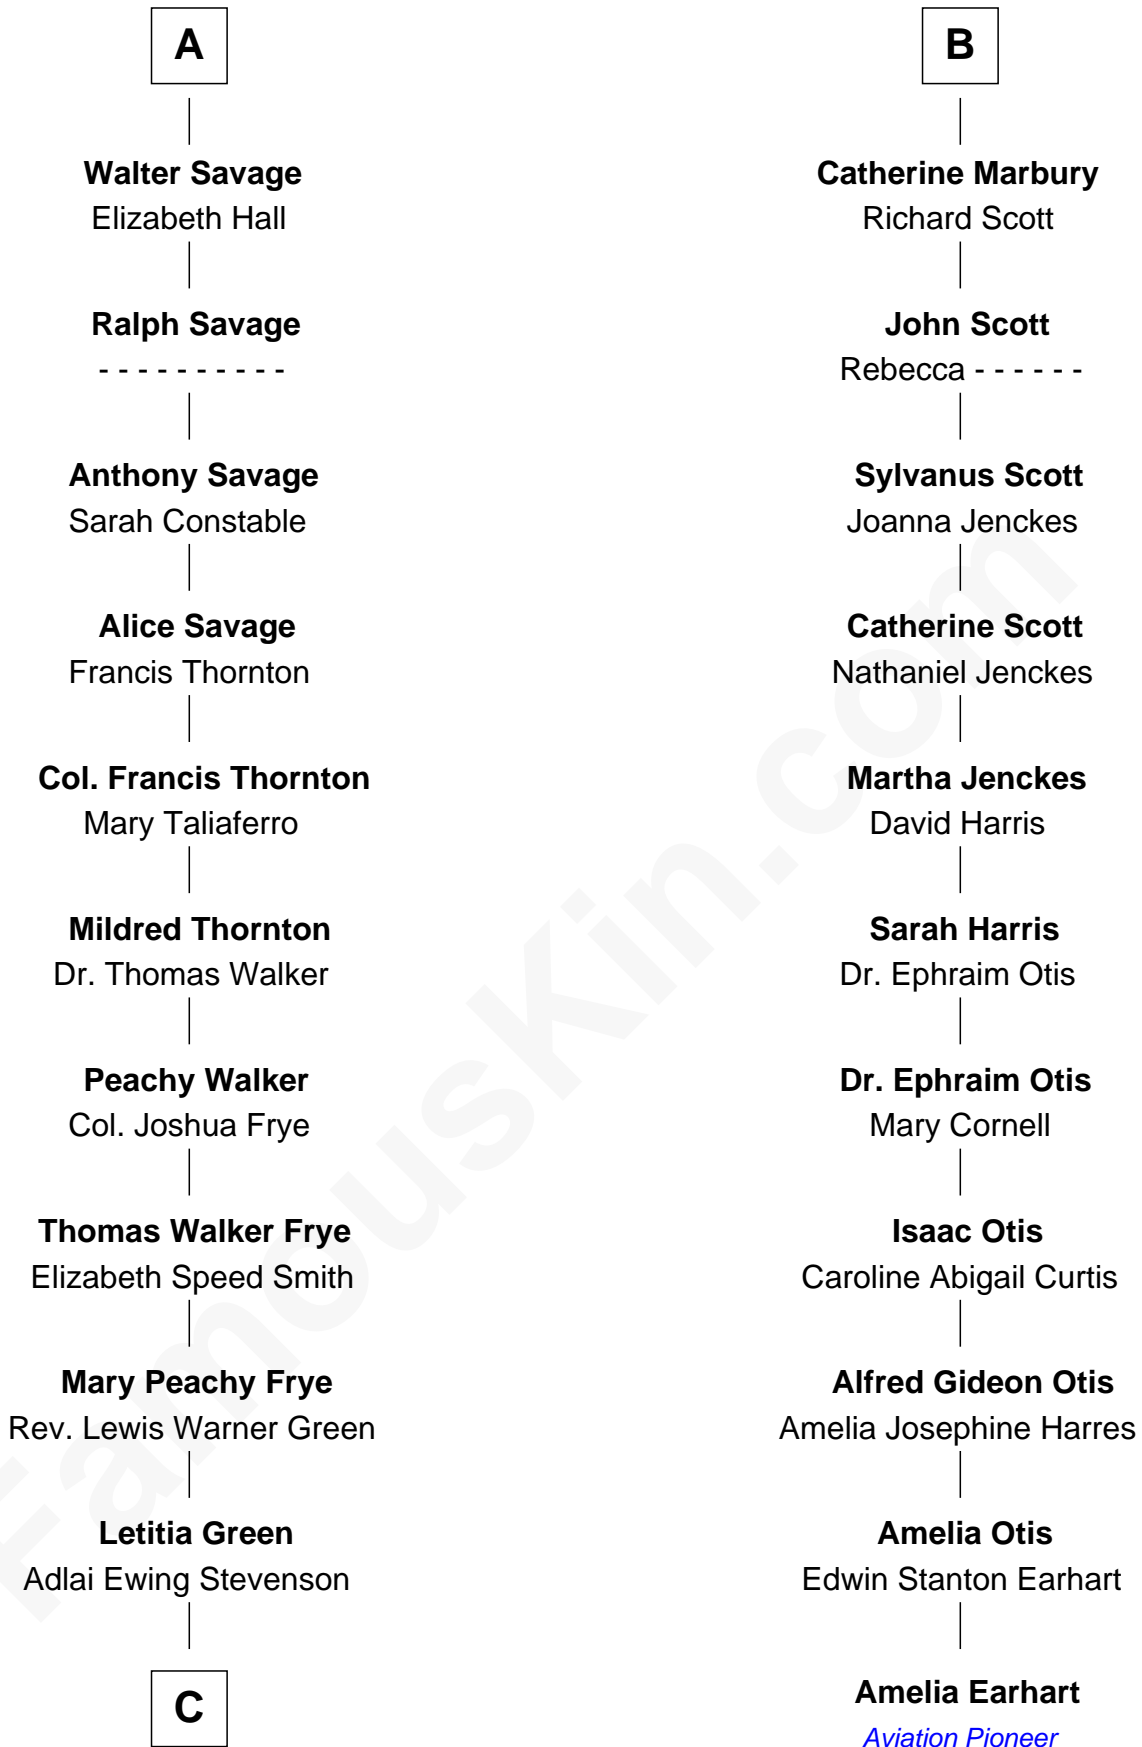 A
Walter Savage
Elizabeth Hall
Ralph Savage
- - - - - - - - - -
Anthony Savage
Sarah Constable
Alice Savage
Francis Thornton
Col. Francis Thornton
Mary Taliaferro
Mildred Thornton
Dr. Thomas Walker
Peachy Walker
Col. Joshua Frye
Thomas Walker Frye
Elizabeth Speed Smith
Mary Peachy Frye
Rev. Lewis Warner Green
Letitia Green
Adlai Ewing Stevenson
C
B
Catherine Marbury
Richard Scott
John Scott
Rebecca - - - - - -
Sylvanus Scott
Joanna Jenckes
Catherine Scott
Nathaniel Jenckes
Martha Jenckes
David Harris
Sarah Harris
Dr. Ephraim Otis
Dr. Ephraim Otis
Mary Cornell
Isaac Otis
Caroline Abigail Curtis
Alfred Gideon Otis
Amelia Josephine Harres
Amelia Otis
Edwin Stanton Earhart
Amelia Earhart
Aviation Pioneer
FamousKin.com